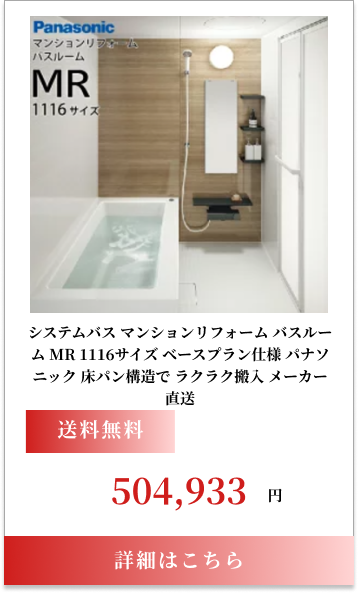 Panasonic
マンションリフォーム
バスルーム
MR
1116 サイズ
システムバス マンションリフォーム バスルー
ム MR 1116サイズ ベースプラン仕様 パナソ
ニック 床パン構造で ラクラク搬入 メーカー
直送
送料無料
504,933 円
詳細はこちら